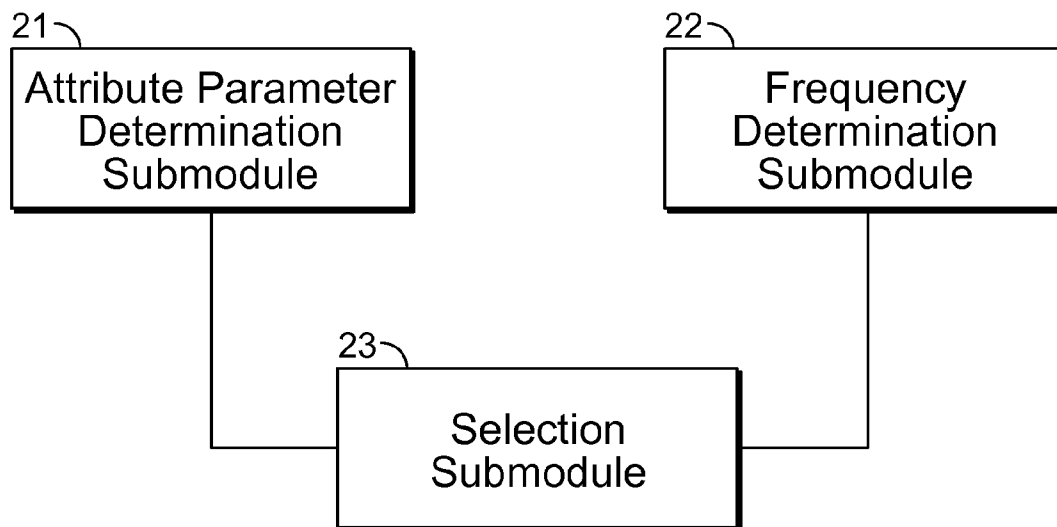 21
Attribute Parameter
Determination
Submodule
22
Frequency
Determination
Submodule
23
Selection
Submodule